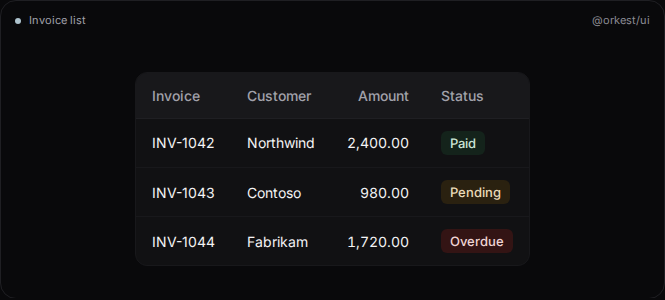 Invoice list @orkest/ui
Invoice Customer Amount Status
INV-1042 Northwind 2,400.00 Paid
INV-1043 Contoso 980.00 Pending
INV-1044 Fabrikam 1,720.00 Overdue